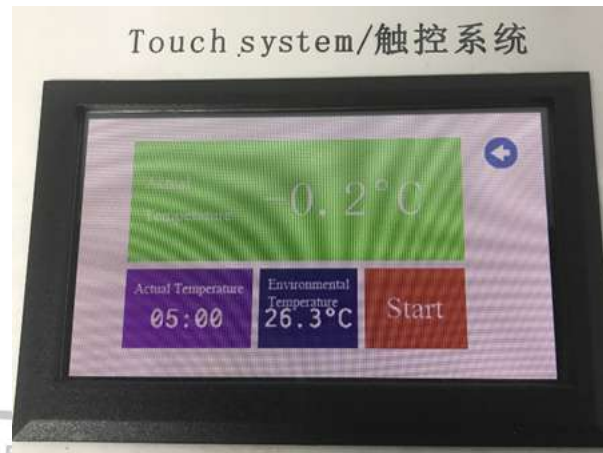 Touch system/触控系统
Actual
Temperature
-0.2°C
Actual Temperature
05:00
Environmental
Temperature
26.3°C
Start